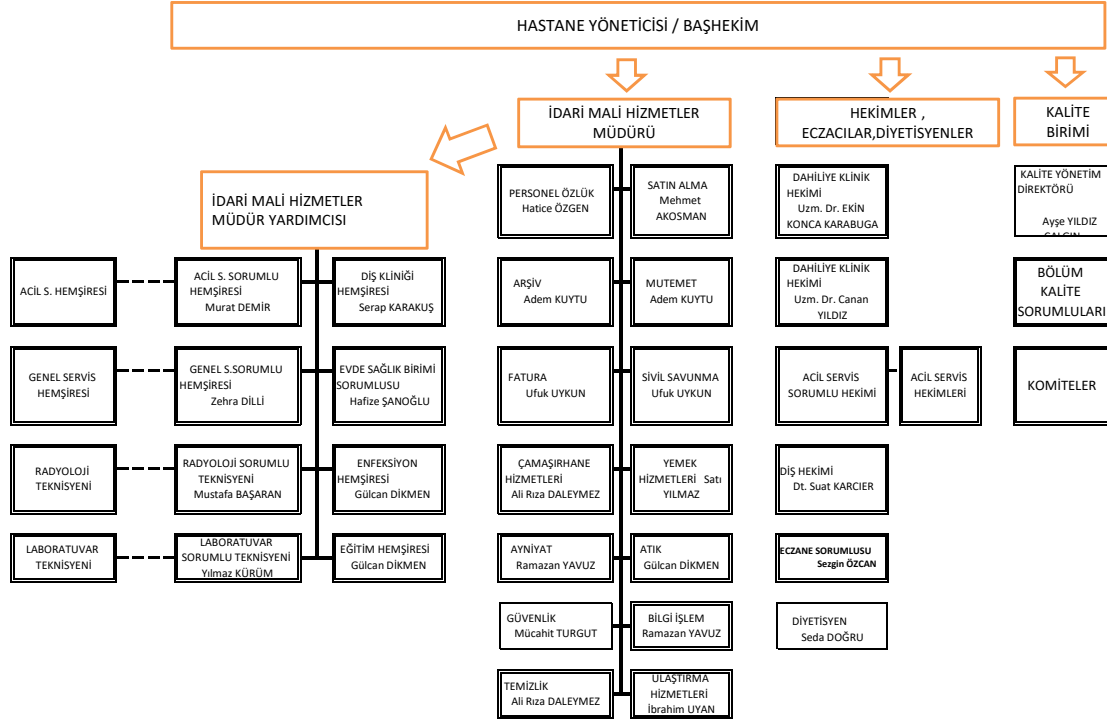 HASTANE YÖNETİCİSİ / BAŞHEKİM
İDARİ MALİ HİZMETLER
MÜDÜRÜ
HEKİMLER ,
ECZACILAR,DİYETİSYENLER
KALİTE
BİRİMİ
İDARİ MALİ HİZMETLER
MÜDÜR YARDIMCISI
PERSONEL ÖZLÜK
Hatice ÖZGEN
SATIN ALMA
Mehmet
AKOSMAN
DAHİLİYE KLİNİK
HEKİMİ
Uzm. Dr. EKİN
KONCA KARABUGA
KALİTE YÖNETİM
DİREKTÖRÜ
Ayşe YILDIZ
ACİL S. HEMŞİRESİ
ACİL S. SORUMLU
HEMŞİRESİ
Murat DEMİR
DİŞ KLİNİĞİ
HEMŞİRESİ
Serap KARAKUŞ
ARŞİV
Adem KUYTU
MUTEMET
Adem KUYTU
DAHİLİYE KLİNİK
HEKİMİ
Uzm. Dr. Canan
YILDIZ
BÖLÜM
KALİTE
SORUMLULARI
GENEL SERVİS
HEMŞİRESİ
GENEL S.SORUMLU
HEMŞİRESİ
Zehra DİLLİ
EVDE SAĞLIK BİRİMİ
SORUMLUSU
Hafize ŞANOĞLU
FATURA
Ufuk UYKUN
SİVİL SAVUNMA
Ufuk UYKUN
ACİL SERVİS
SORUMLU HEKİMİ
ACİL SERVİS
HEKİMLERİ
KOMİTELER
RADYOLOJİ
TEKNİSYENİ
RADYOLOJİ SORUMLU
TEKNİSYENİ
Mustafa BAŞARAN
ENFEKSİYON
HEMŞİRESİ
Gülcan DİKMEN
ÇAMAŞIRHANE
HİZMETLERİ
Ali Rıza DALEYMEZ
YEMEK
HİZMETLERİ Satı
YILMAZ
DİŞ HEKİMİ
Dt. Suat KARCIER
LABORATUVAR
TEKNİSYENİ
LABORATUVAR
SORUMLU TEKNİSYENİ
Yılmaz KÜRÜM
EĞİTİM HEMŞİRESİ
Gülcan DİKMEN
AYNİYAT
Ramazan YAVUZ
ATIK
Gülcan DİKMEN
ECZANE SORUMLUSU
Sezgin ÖZCAN
GÜVENLİK
Mücahit TURGUT
BİLGİ İŞLEM
Ramazan YAVUZ
DİYETİSYEN
Seda DOĞRU
TEMİZLİK
Ali Rıza DALEYMEZ
ULAŞTIRMA
HİZMETLERİ
İbrahim UYAN